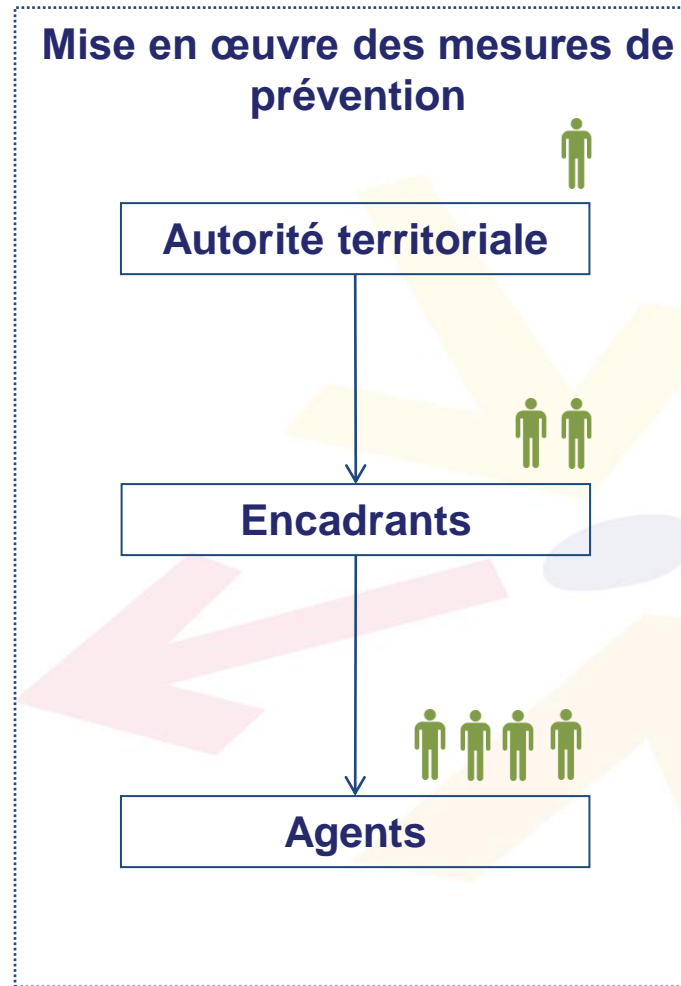 Mise en œuvre des mesures de
prévention
Autorité territoriale
Encadrants
Agents